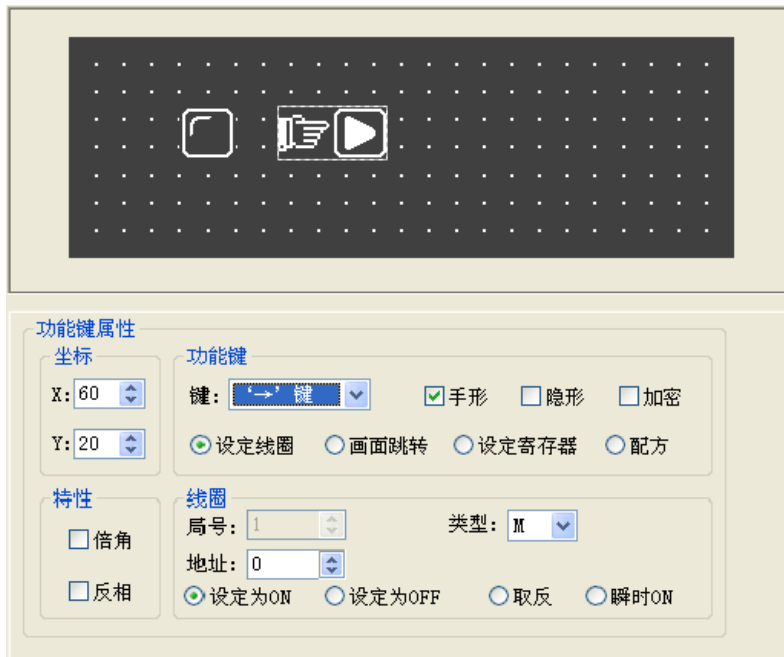 功能键属性
坐标
X: 60
Y: 20
功能键
键: ‘→’键
手形 隐形 加密
设定线圈 画面跳转 设定寄存器 配方
特性
倍角
反相
线圈
局号: 1 类型: M
地址: 0
设定为ON 设定为OFF 取反 瞬时ON